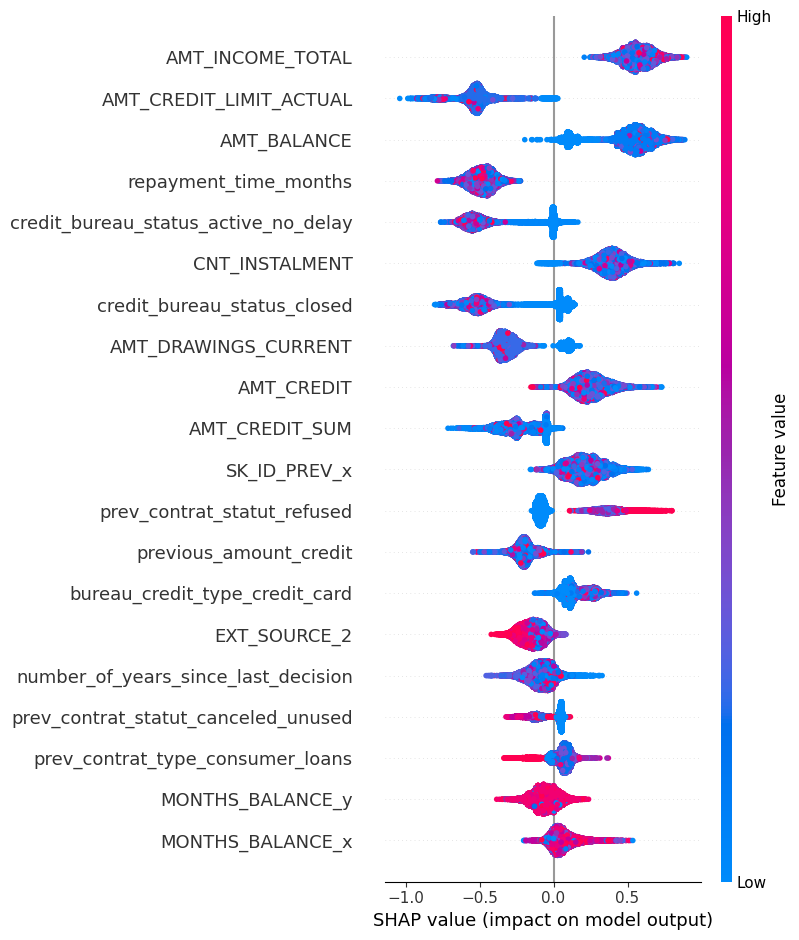 High
AMT_INCOME_TOTAL
AMT_CREDIT_LIMIT_ACTUAL
AMT_BALANCE
repayment_time_months
credit_bureau_status_active_no_delay
CNT_INSTALMENT
credit_bureau_status_closed
AMT_DRAWINGS_CURRENT
AMT_CREDIT
AMT_CREDIT_SUM
SK_ID_PREV_x
prev_contrat_statut_refused
previous_amount_credit
bureau_credit_type_credit_card
EXT_SOURCE_2
number_of_years_since_last_decision
prev_contrat_statut_canceled_unused
prev_contrat_type_consumer_loans
MONTHS_BALANCE_y
MONTHS_BALANCE_x
Feature value
Low
−1.0 −0.5 0.0 0.5
SHAP value (impact on model output)